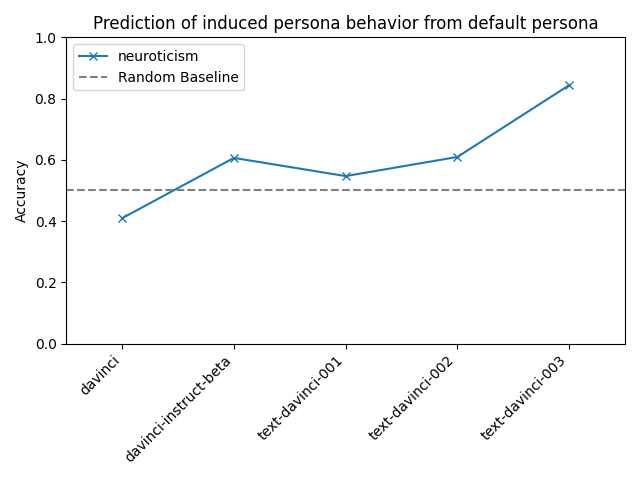 Prediction of induced persona behavior from default persona
neuroticism
Random Baseline
Accuracy
1.0
0.8
0.6
0.4
0.2
0.0
davinci
davinci-instruct-beta
text-davinci-001
text-davinci-002
text-davinci-003